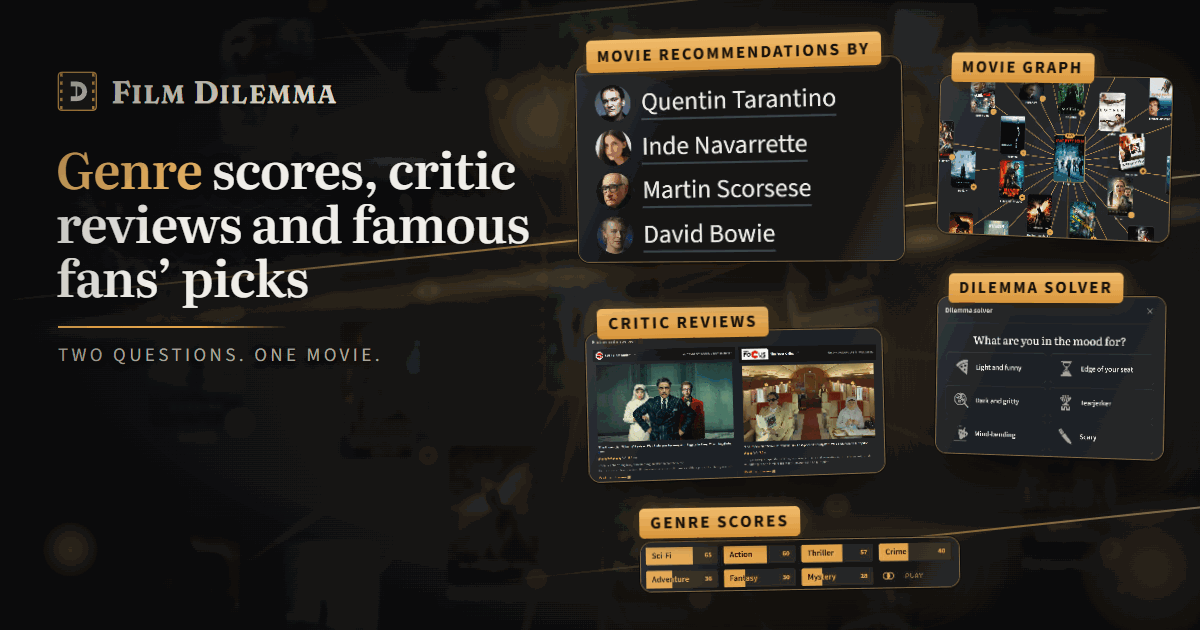 FILM DILEMMA
Genre scores, critic
reviews and famous
fans' picks
TWO QUESTIONS. ONE MOVIE.
MOVIE RECOMMENDATIONS BY
Quentin Tarantino
Inde Navarrette
Martin Scorsese
David Bowie
MOVIE GRAPH
CRITIC REVIEWS
FOCUS
DILEMMA SOLVER
Dilemma solver
What are you in the mood for?
Light and funny
Edge of your seat
Dark and gritty
Tearjerker
Mind-bending
Scary
GENRE SCORES
Sci Fi
Action 60
Thriller 57
Crime 40
Adventure 30
Fantasy 30
Mystery 28
PLAY